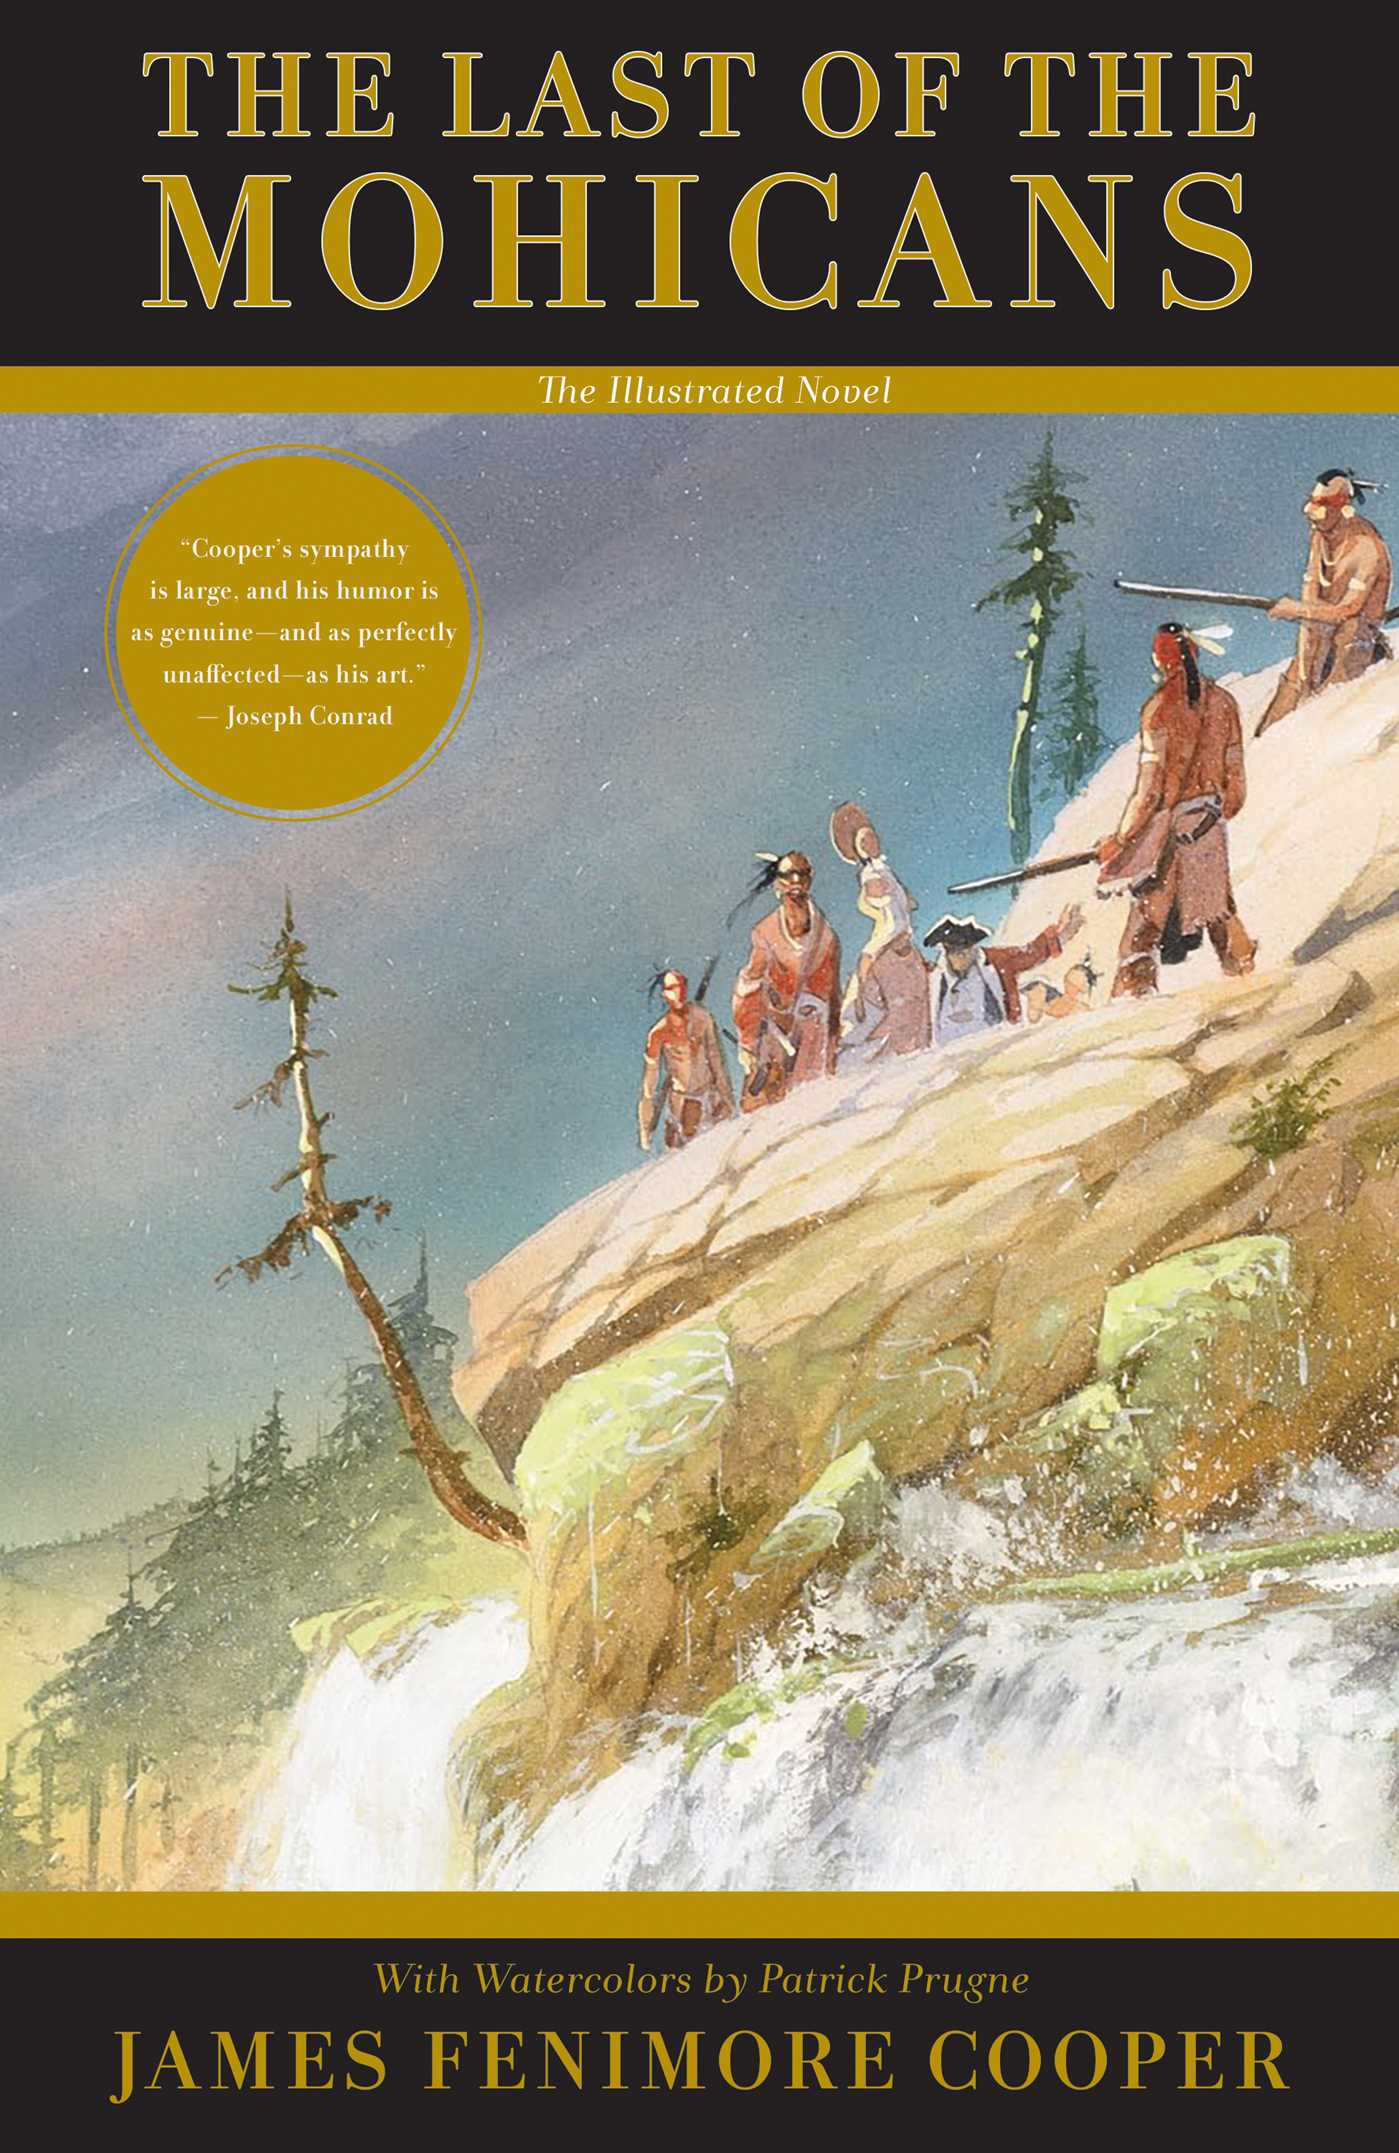 THE LAST OF THE
MOHICANS
The Illustrated Novel
“Cooper’s sympathy
is large, and his humor is
as genuine—and as perfectly
unaffected—as his art.”
— Joseph Conrad
With Watercolors by Patrick Prugne
JAMES FENIMORE COOPER